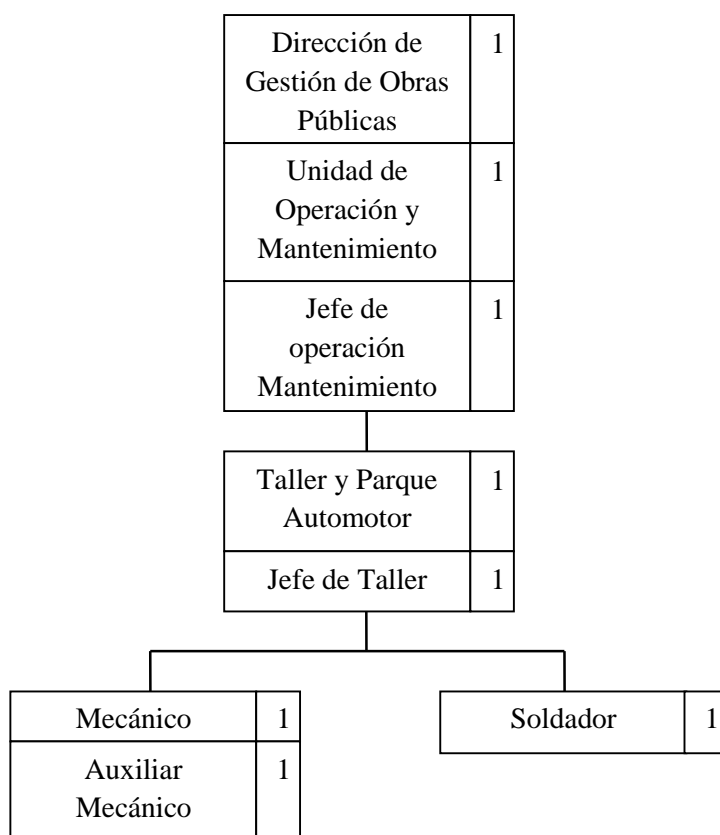 Dirección de 1
Gestión de Obras
Públicas
Unidad de 1
Operación y
Mantenimiento
Jefe de 1
operación
Mantenimiento
Taller y Parque 1
Automotor
Jefe de Taller 1
Mecánico 1
Auxiliar 1
Mecánico
Soldador 1